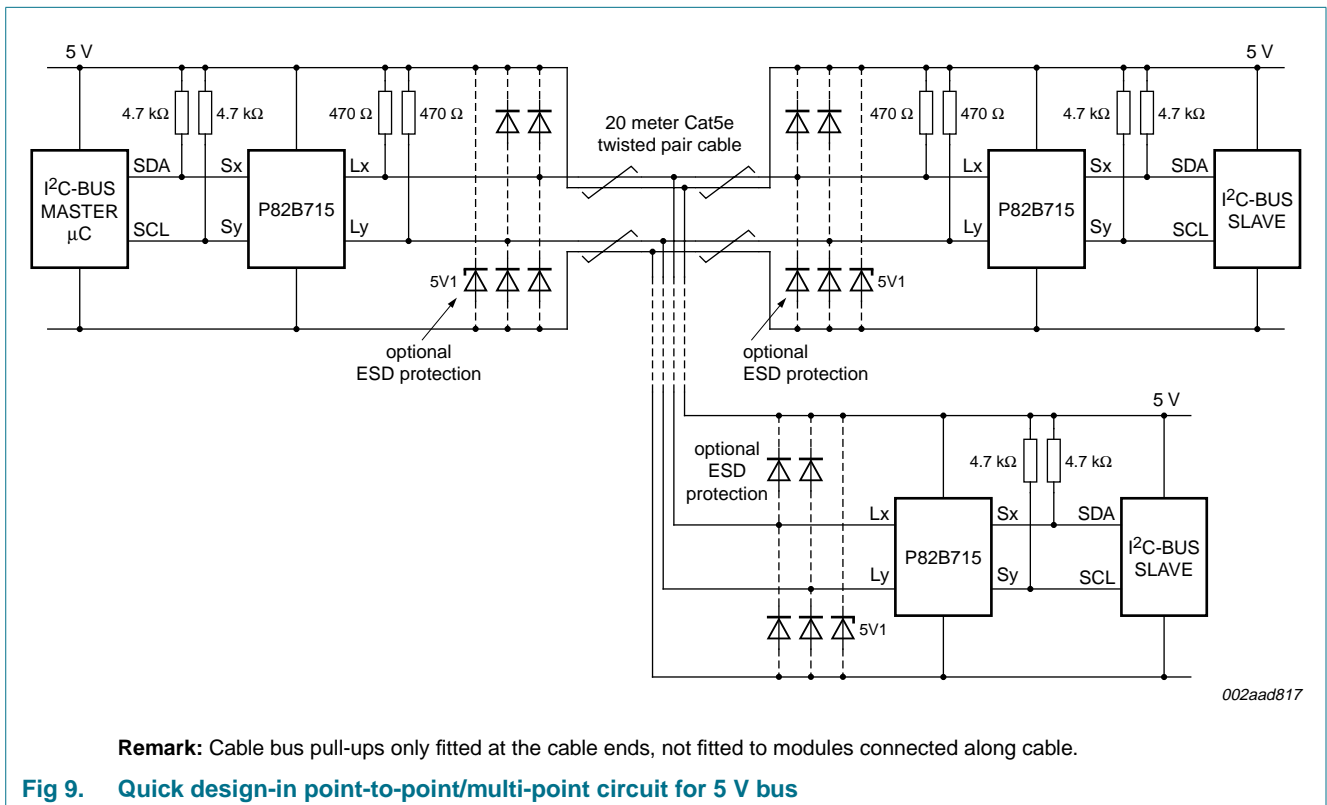 5 V
5 V
4.7 kΩ
4.7 kΩ
470 Ω
470 Ω
20 meter Cat5e
twisted pair cable
470 Ω
470 Ω
4.7 kΩ
4.7 kΩ
I2C-BUS
MASTER
μC
SDA
SCL
Sx
Sy
P82B715
Lx
Ly
Lx
Ly
P82B715
Sx
Sy
SDA
SCL
I2C-BUS
SLAVE
5V1
5V1
optional
ESD protection
optional
ESD protection
5 V
optional
ESD
protection
4.7 kΩ
4.7 kΩ
Lx
Ly
P82B715
Sx
Sy
SDA
SCL
I2C-BUS
SLAVE
5V1
002aad817
Remark: Cable bus pull-ups only fitted at the cable ends, not fitted to modules connected along cable.
Fig 9. Quick design-in point-to-point/multi-point circuit for 5 V bus